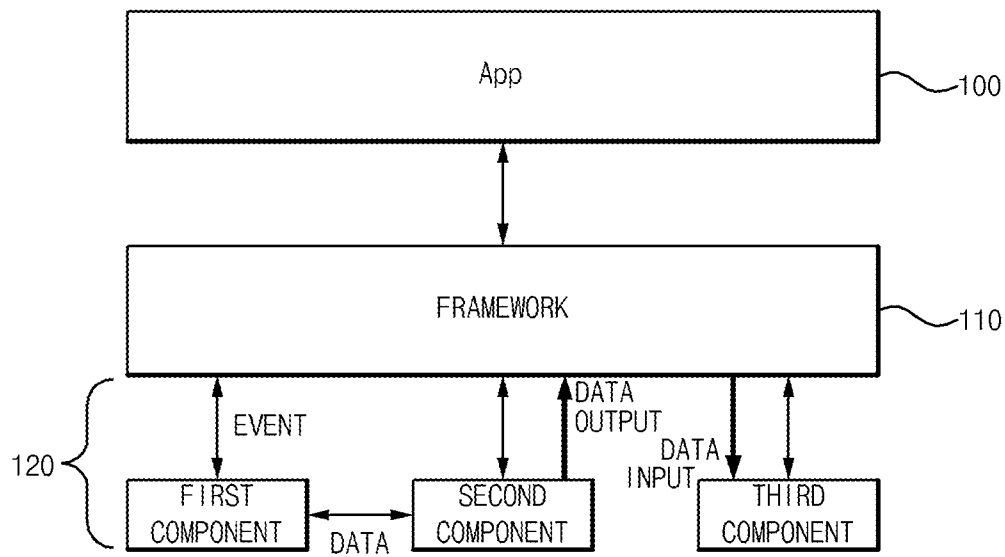 App
100
FRAMEWORK
110
120
EVENT
DATA
OUTPUT
DATA
INPUT
FIRST
COMPONENT
DATA
SECOND
COMPONENT
THIRD
COMPONENT